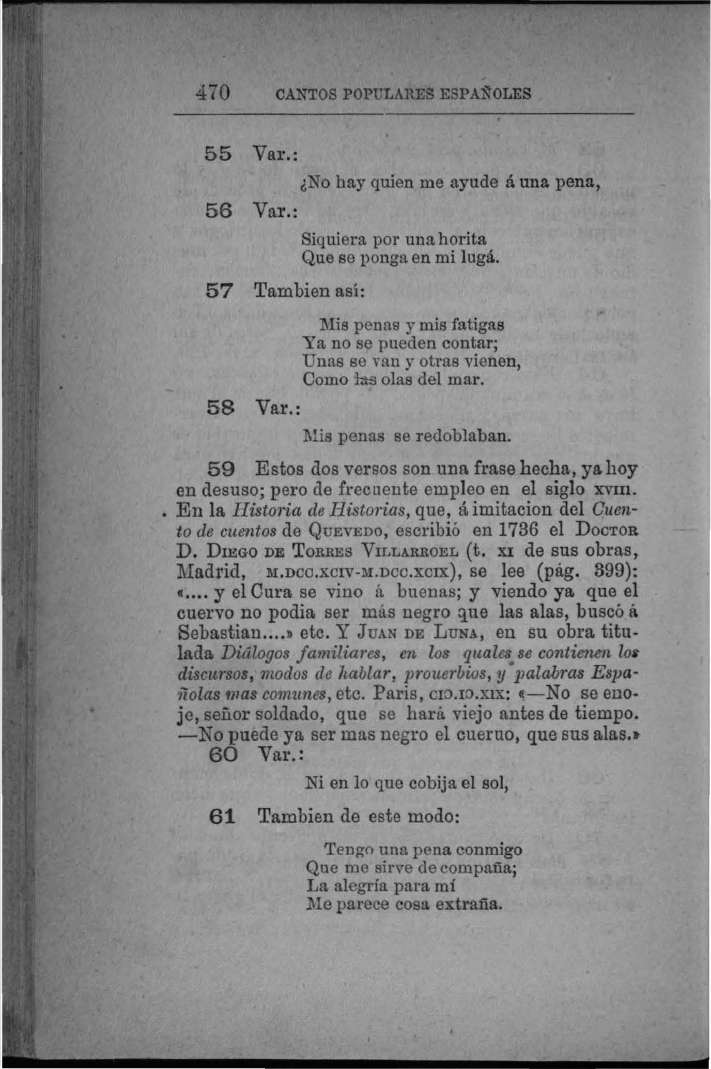 470 CANTOS POPULARES ESPAÑOLES
55 Var.:
¿No hay quien me ayude á una pena,
56 Var.:
Siquiera por una horita
Que se ponga en mi lugá.
57 Tambien así:
Mis penas y mis fatigas
Ya no se pueden contar;
Unas se van y otras vienen,
Como las olas del mar.
58 Var.:
Mis penas se redoblaban.
59 Estos dos versos son una frase hecha, ya hoy
en desuso; pero de frecuente empleo en el siglo XVIII.
En la Historia de Historias, que, á imitacion del Cuen-
to de cuentos de QUEVEDO, escribió en 1736 el DOCTOR
D. DIEGO DE TORRES VILLARROEL (t. XI de sus obras,
Madrid, M.DCC.XCIV-M.DCC.XCIX), se lee (pág. 399):
«.... y el Cura se vino á buenas; y viendo ya que el
cuervo no podia ser más negro que las alas, buscó á
Sebastian....» etc. Y JUAN DE LUNA, en su obra titu-
lada Diálogos familiares, en los quales se contienen los
discursos, modos de hablar, prouerbios, y palabras Espa-
ñolas mas comunes, etc. Paris, CIↃ.IↃ.XIX: «—No se eno-
je, señor soldado, que se hará viejo antes de tiempo.
—No puede ya ser mas negro el cueruo, que sus alas.»
60 Var.:
Ni en lo que cobija el sol,
61 Tambien de este modo:
Tengo una pena conmigo
Que me sirve de compaña;
La alegría para mí
Me parece cosa extraña.